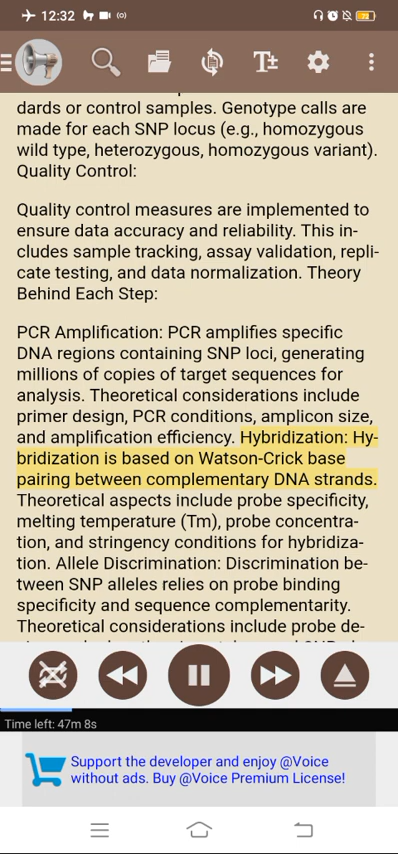 12:32
T±
dards or control samples. Genotype calls are
made for each SNP locus (e.g., homozygous
wild type, heterozygous, homozygous variant).
Quality Control:
Quality control measures are implemented to
ensure data accuracy and reliability. This in-
cludes sample tracking, assay validation, repli-
cate testing, and data normalization. Theory
Behind Each Step:
PCR Amplification: PCR amplifies specific
DNA regions containing SNP loci, generating
millions of copies of target sequences for
analysis. Theoretical considerations include
primer design, PCR conditions, amplicon size,
and amplification efficiency. Hybridization: Hy-
bridization is based on Watson-Crick base
pairing between complementary DNA strands.
Theoretical aspects include probe specificity,
melting temperature (Tm), probe concentra-
tion, and stringency conditions for hybridiza-
tion. Allele Discrimination: Discrimination be-
tween SNP alleles relies on probe binding
specificity and sequence complementarity.
Theoretical considerations include probe de-
Time left: 47m 8s
Support the developer and enjoy @Voice
without ads. Buy @Voice Premium License!